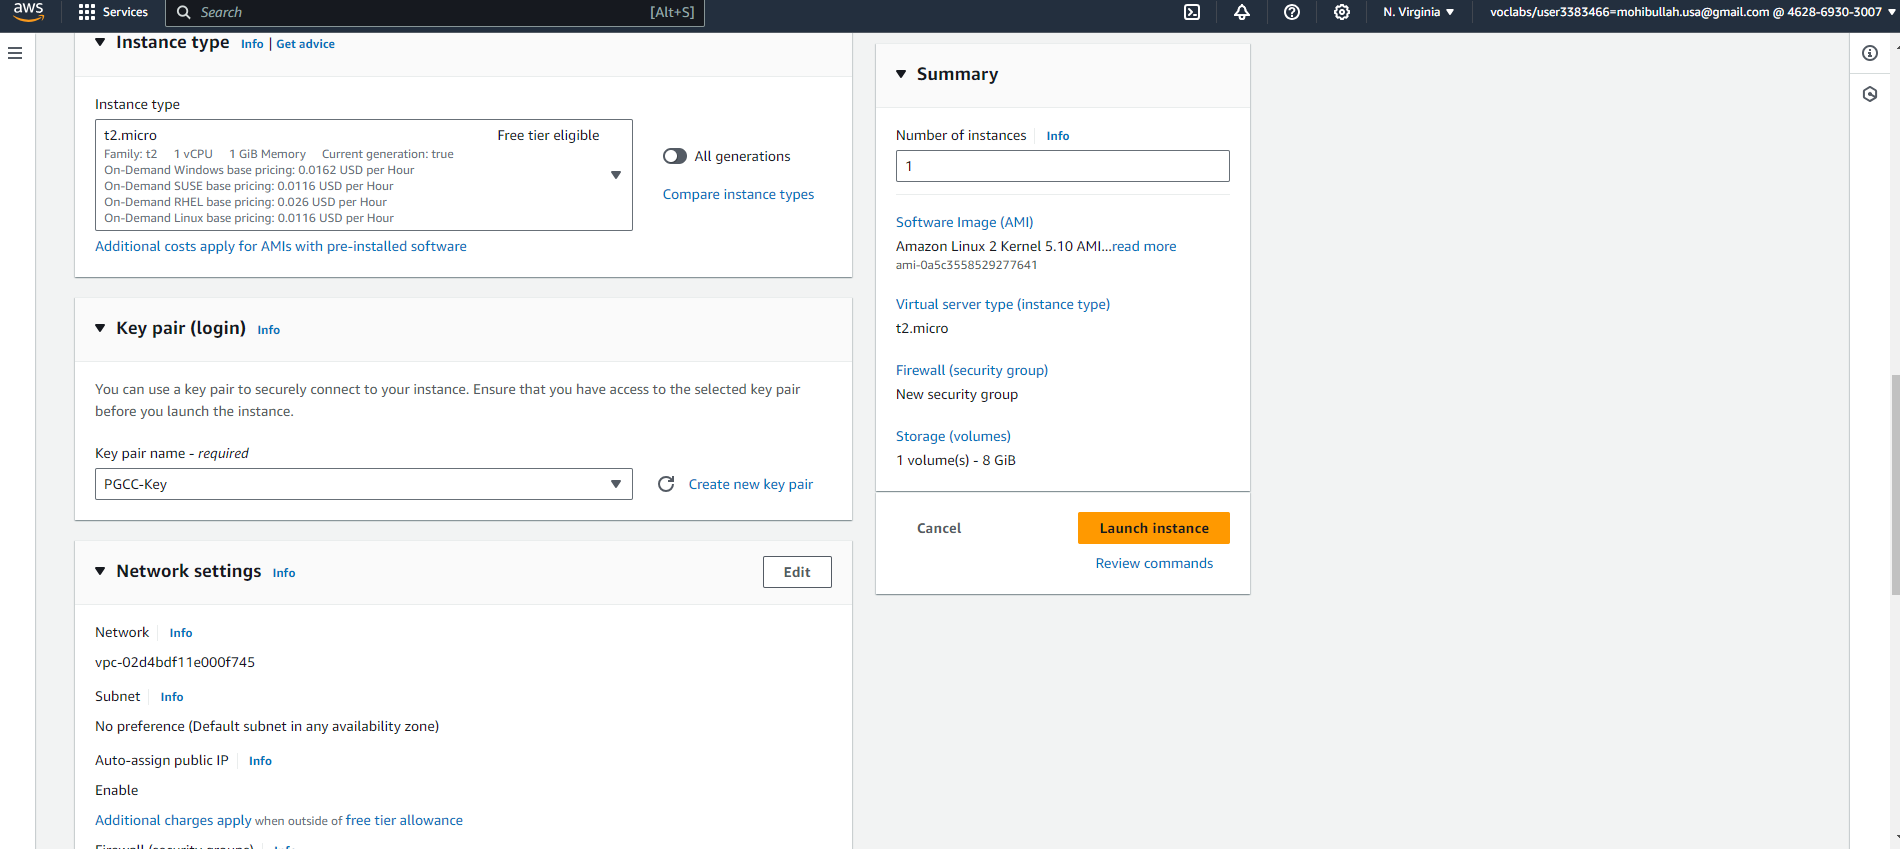 aws
Services
Search
[Alt+S]
N. Virginia
voclabs/user3383466=mohibullah.usa@gmail.com @ 4628-6930-3007
Instance type Info | Get advice
Instance type
t2.micro Free tier eligible
Family: t2 1 vCPU 1 GiB Memory Current generation: true
On-Demand Windows base pricing: 0.0162 USD per Hour
On-Demand SUSE base pricing: 0.0116 USD per Hour
On-Demand RHEL base pricing: 0.026 USD per Hour
On-Demand Linux base pricing: 0.0116 USD per Hour
All generations
Compare instance types
Additional costs apply for AMIs with pre-installed software
Key pair (login) Info
You can use a key pair to securely connect to your instance. Ensure that you have access to the selected key pair
before you launch the instance.
Key pair name - required
PGCC-Key
Create new key pair
Network settings Info
Edit
Network Info
vpc-02d4bdf11e000f745
Subnet Info
No preference (Default subnet in any availability zone)
Auto-assign public IP Info
Enable
Additional charges apply when outside of free tier allowance
Firewall (security groups) Info
Summary
Number of instances Info
1
Software Image (AMI)
Amazon Linux 2 Kernel 5.10 AMI...read more
ami-0a5c3558529277641
Virtual server type (instance type)
t2.micro
Firewall (security group)
New security group
Storage (volumes)
1 volume(s) - 8 GiB
Cancel
Launch instance
Review commands